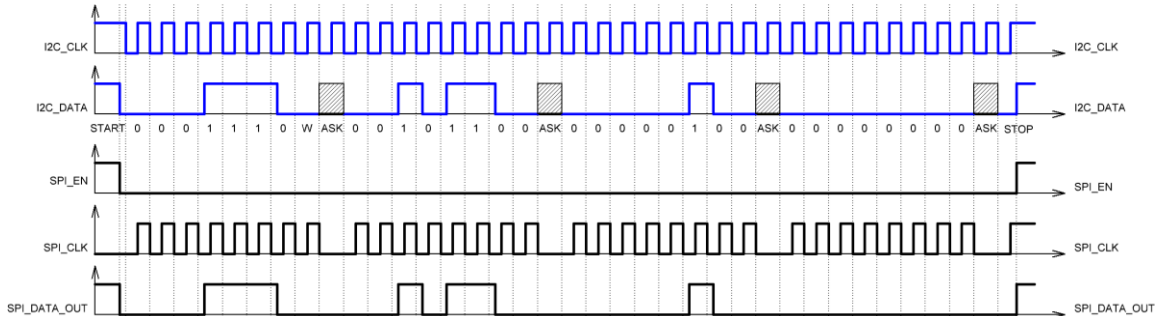 I2C_CLK I2C_CLK
I2C_DATA I2C_DATA
START 0 0 0 1 1 1 0 W ASK 0 0 1 0 1 1 0 0 ASK 0 0 0 0 0 1 0 0 ASK 0 0 0 0 0 0 0 0 ASK STOP
SPI_EN SPI_EN
SPI_CLK SPI_CLK
SPI_DATA_OUT SPI_DATA_OUT